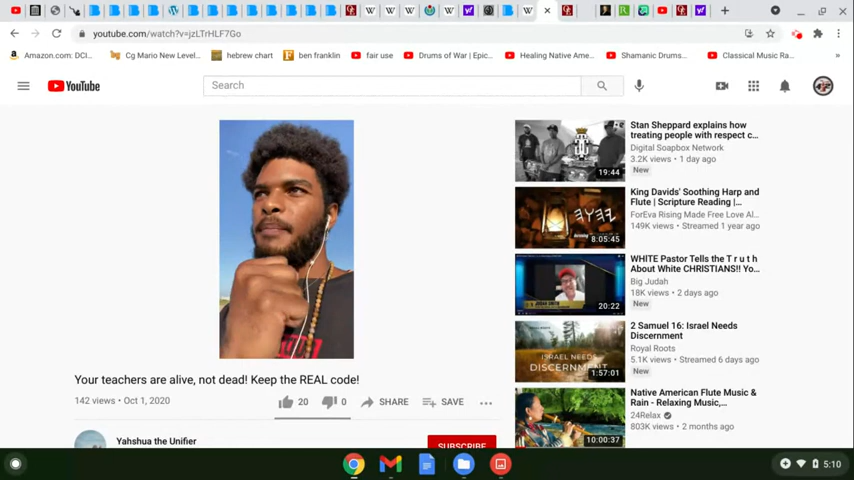 youtube.com/watch?v=jzLTrHLF7Go
Amazon.com: DCI...
Cg Mario New Level...
hebrew chart
ben franklin
fair use
Drums of War | Epic...
Healing Native Ame...
Shamanic Drums...
Classical Music Ra...
YouTube
Search
Your teachers are alive, not dead! Keep the REAL code!
142 views • Oct 1, 2020
20
0
SHARE
SAVE
Yahshua the Unifier
SUBSCRIBE
19:44
Stan Sheppard explains how
treating people with respect c...
Digital Soapbox Network
3.2K views • 1 day ago
New
8:05:45
King Davids' Soothing Harp and
Flute | Scripture Reading |...
ForEva Rising Made Free Love Al...
149K views • Streamed 1 year ago
20:22
WHITE Pastor Tells the T r u t h
About White CHRISTIANS!! Yo...
Big Judah
18K views • 2 days ago
New
ISRAEL NEEDS
DISCERNMENT
1:57:01
2 Samuel 16: Israel Needs
Discernment
Royal Roots
5.1K views • Streamed 6 days ago
New
10:00:37
Native American Flute Music &
Rain - Relaxing Music,...
24Relax
803K views • 2 months ago
5:10